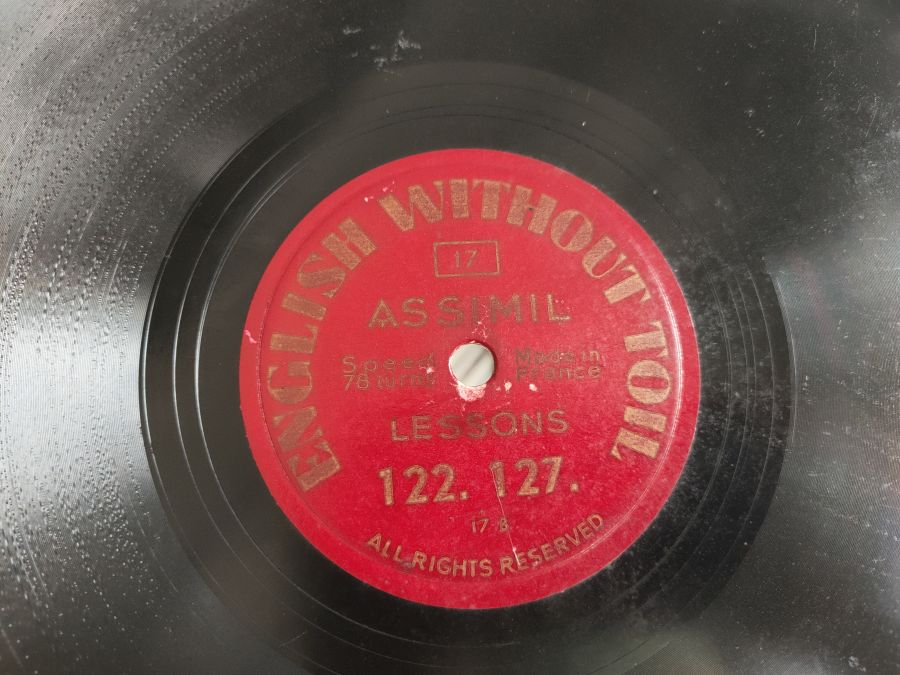 ENGLISH WITHOUT TOIL
17
ASSIMIL
Speed
78 turns
Made in
France
LESSONS
122. 127.
17 B
ALL RIGHTS RESERVED